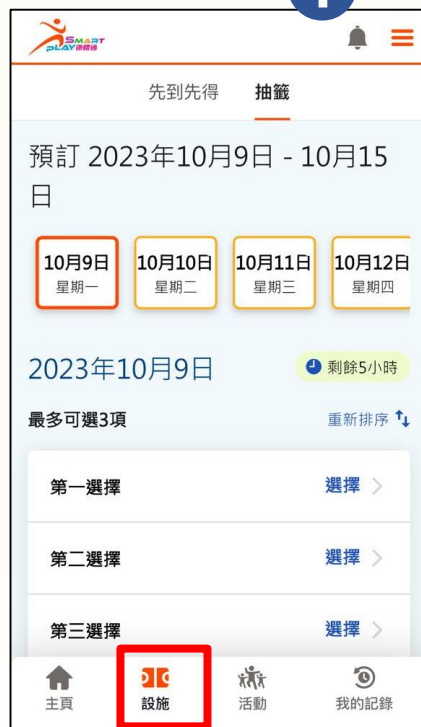 SMART
PLAY康體通
先到先得 抽籤
預訂 2023年10月9日 - 10月15
日
10月9日 10月10日 10月11日 10月12日
星期一 星期二 星期三 星期四
2023年10月9日 剩餘5小時
最多可選3項 重新排序
第一選擇 選擇
第二選擇 選擇
第三選擇 選擇
主頁 設施 活動 我的記錄